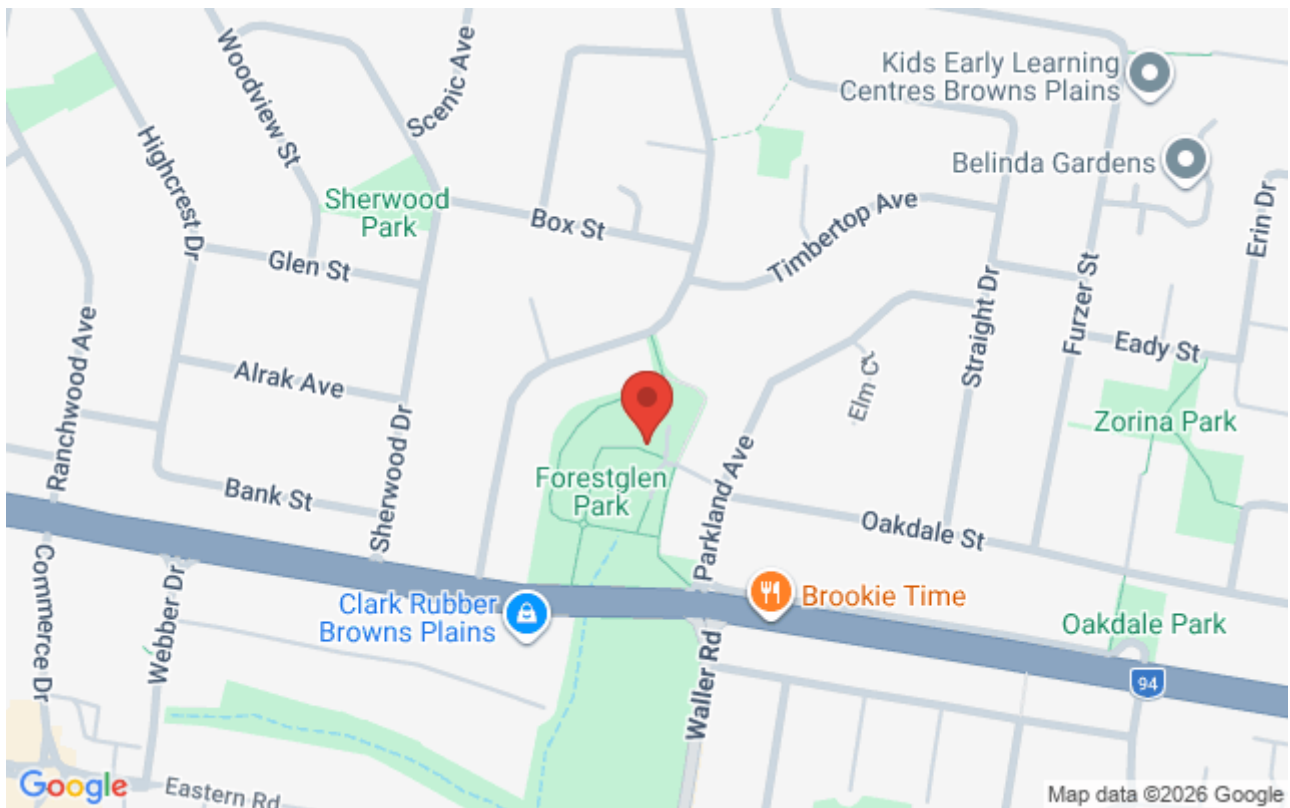 Woodview St
Scenic Ave
Kids Early Learning
Centres Browns Plains
Highcrest Dr
Belinda Gardens
Sherwood
Park
Box St
Timbertop Ave
Erin Dr
Glen St
Straight Dr
Furzer St
Eady St
Ranchwood Ave
Alrak Ave
Elm Ct
Zorina Park
Sherwood Dr
Parkland Ave
Forestglen
Park
Bank St
Oakdale St
Commerce Dr
Webber Dr
Clark Rubber
Browns Plains
Brookie Time
Oakdale Park
Waller Rd
94
Google
Eastern Rd
Map data ©2026 Google